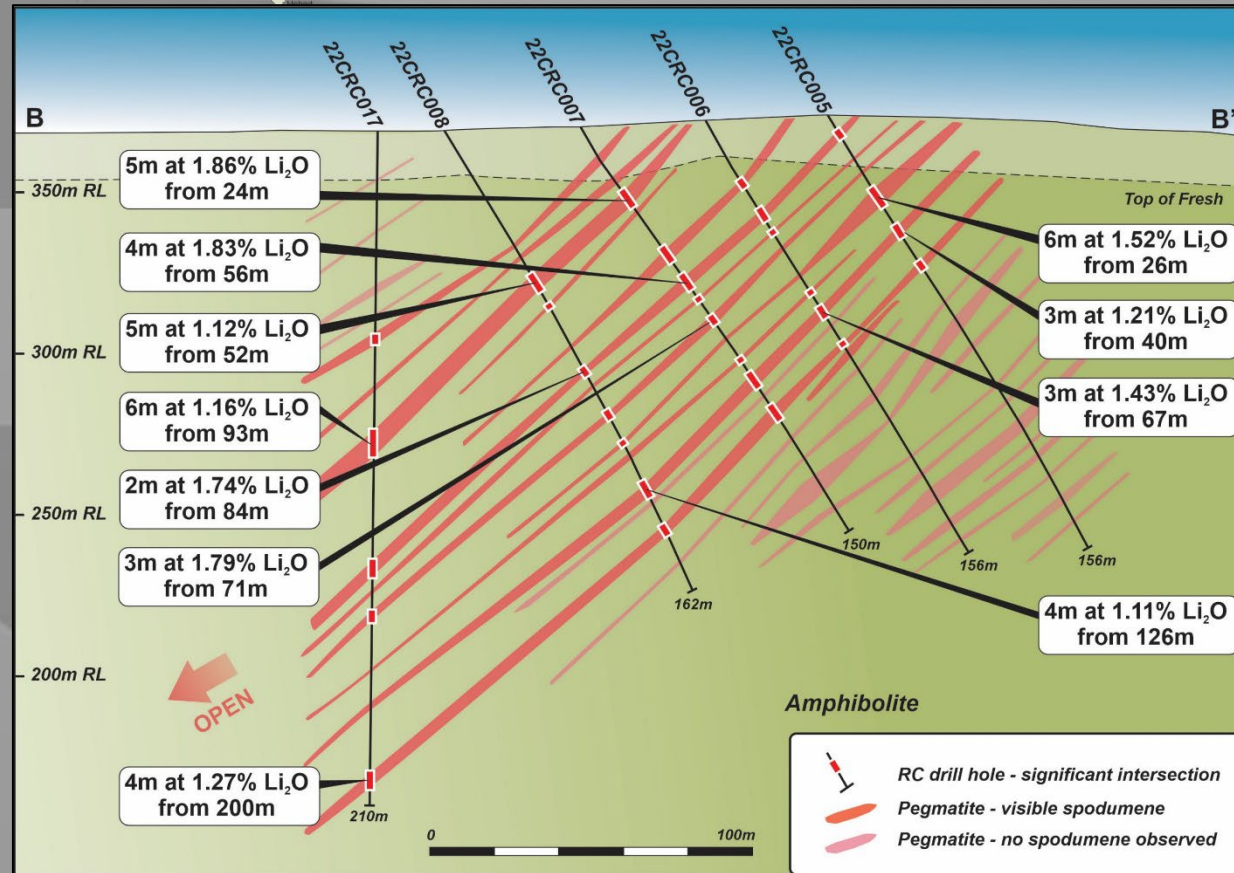 22CRC017
22CRC008
22CRC007
22CRC006
22CRC005
B
B'
5m at 1.86% Li₂O
from 24m
4m at 1.83% Li₂O
from 56m
5m at 1.12% Li₂O
from 52m
6m at 1.16% Li₂O
from 93m
2m at 1.74% Li₂O
from 84m
3m at 1.79% Li₂O
from 71m
4m at 1.27% Li₂O
from 200m
350m RL
300m RL
250m RL
200m RL
Top of Fresh
6m at 1.52% Li₂O
from 26m
3m at 1.21% Li₂O
from 40m
3m at 1.43% Li₂O
from 67m
4m at 1.11% Li₂O
from 126m
150m
156m
156m
162m
210m
OPEN
Amphibolite
RC drill hole - significant intersection
Pegmatite - visible spodumene
Pegmatite - no spodumene observed
0
100m